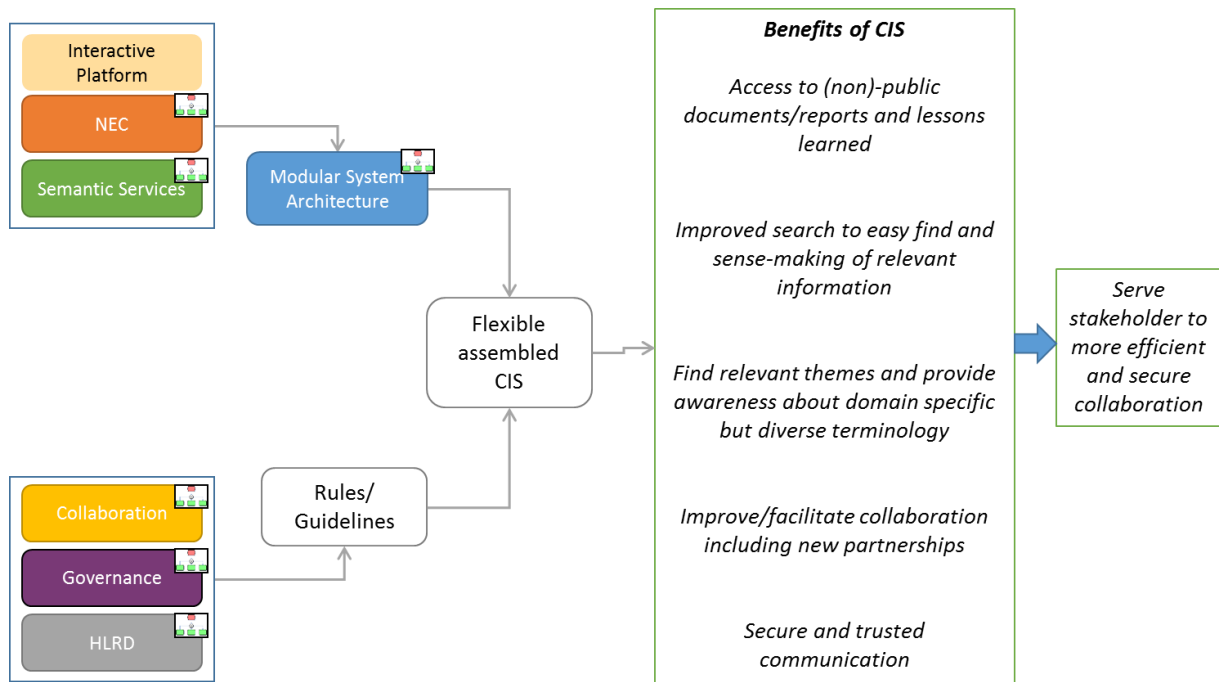 Interactive
Platform
NEC
Semantic Services
Modular System
Architecture
Flexible
assembled
CIS
Collaboration
Governance
HLRD
Rules/
Guidelines
Benefits of CIS
Access to (non)-public
documents/reports and lessons
learned
Improved search to easy find and
sense-making of relevant
information
Find relevant themes and provide
awareness about domain specific
but diverse terminology
Improve/facilitate collaboration
including new partnerships
Secure and trusted
communication
Serve
stakeholder to
more efficient
and secure
collaboration